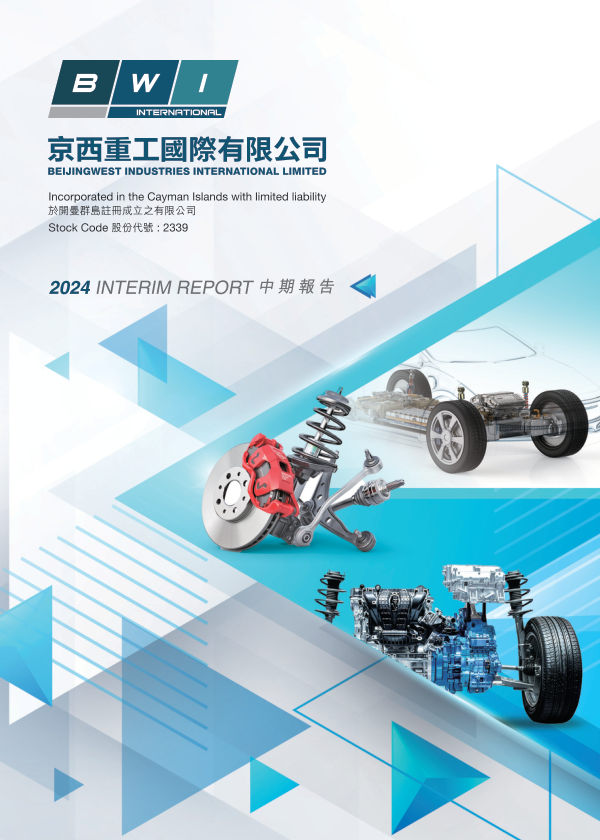 BWI
INTERNATIONAL
京西重工國際有限公司
BEIJINGWEST INDUSTRIES INTERNATIONAL LIMITED
Incorporated in the Cayman Islands with limited liability
於開曼群島註冊成立之有限公司
Stock Code 股份代號 : 2339
2024 INTERIM REPORT 中期報告